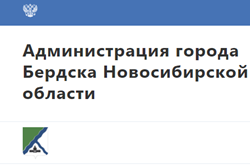 Администрация города
Бердска Новосибирской
области